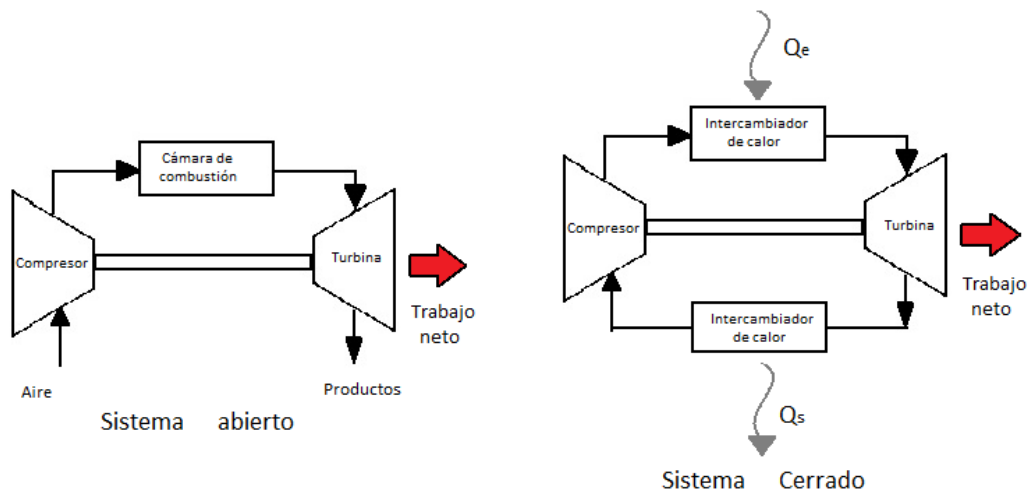 Cámara de
combustión
Compresor
Turbina
Trabajo
neto
Aire
Productos
Sistema abierto
Qe
Intercambiador
de calor
Compresor
Turbina
Trabajo
neto
Intercambiador
de calor
Qs
Sistema Cerrado